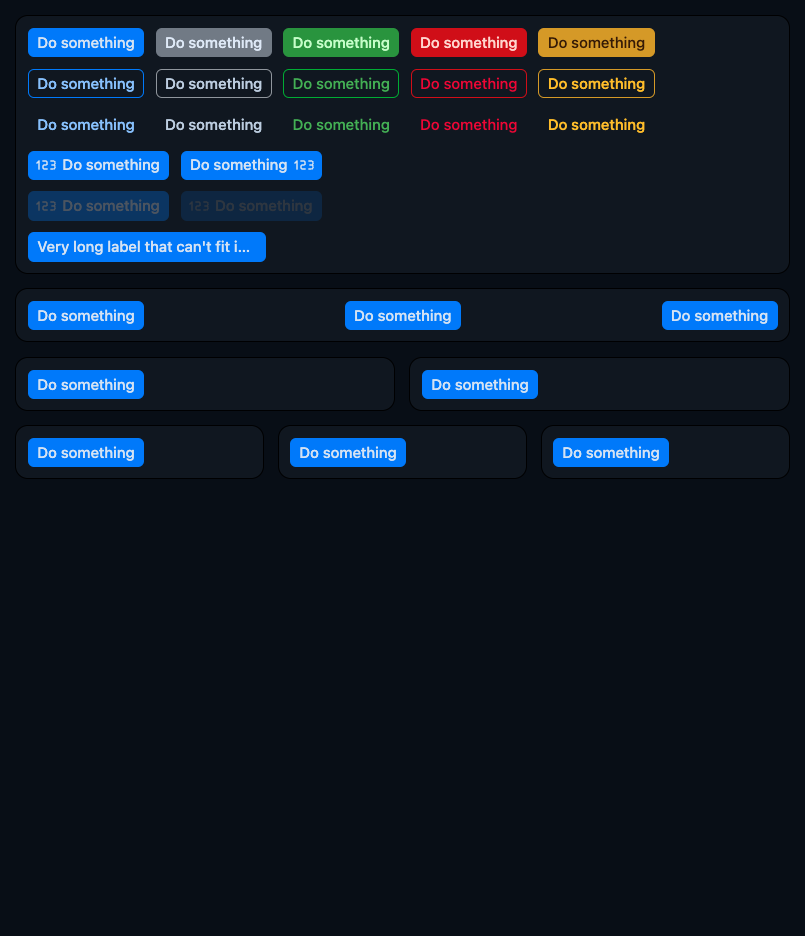 Do something Do something Do something Do something Do something
Do something Do something Do something Do something Do something
Do something Do something Do something Do something Do something
123 Do something Do something 123
123 Do something 123 Do something
Very long label that can't fit i...
Do something Do something Do something
Do something Do something
Do something Do something Do something